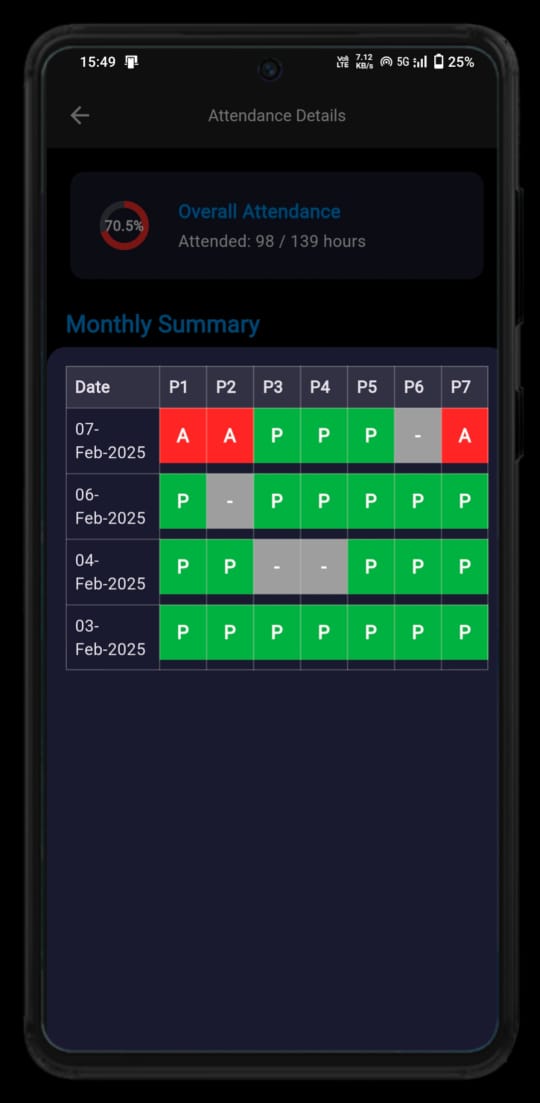 15:49 Vo) LTE 7.12 KB/s 5G 25%
Attendance Details
70.5%
Overall Attendance
Attended: 98 / 139 hours
Monthly Summary
Date P1 P2 P3 P4 P5 P6 P7
07-
Feb-2025
A A P P P - A
06-
Feb-2025
P - P P P P P
04-
Feb-2025
P P - - P P P
03-
Feb-2025
P P P P P P P